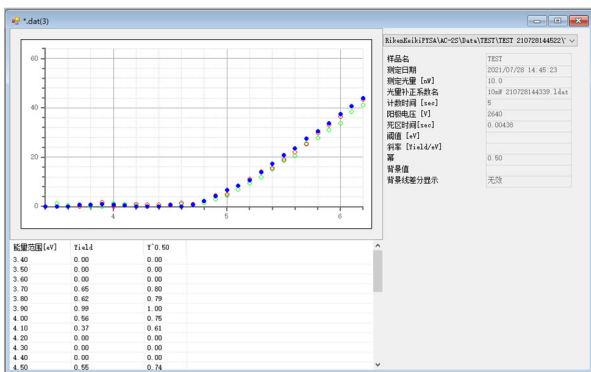 *.dat(3)
RikenKeikiPYSA\AC-2S\Data\TEST\TEST 210728144522\
60
40
20
0
4
5
6
样品名 TEST
测定日期 2021/07/28 14:45:23
测定光量 [nW] 10.0
光量补正系数名 10nW 210728144339.ldat
计数时间 [sec] 5
阳极电压 [V] 2640
死区时间[sec] 0.00438
阈值 [eV]
斜率 [Yield/eV]
幂 0.50
背景值
背景线差分显示 无效
能量范围[eV] Yield Y^0.50
3.40 0.00 0.00
3.50 0.00 0.00
3.60 0.00 0.00
3.70 0.65 0.80
3.80 0.62 0.79
3.90 0.99 1.00
4.00 0.56 0.75
4.10 0.37 0.61
4.20 0.00 0.00
4.30 0.00 0.00
4.40 0.00 0.00
4.50 0.55 0.74